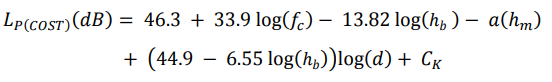 L_P(COST)(dB) = 46.3 + 33.9 log(f_c) − 13.82 log(h_b) − a(h_m)
+ (44.9 − 6.55 log(h_b))log(d) + C_K